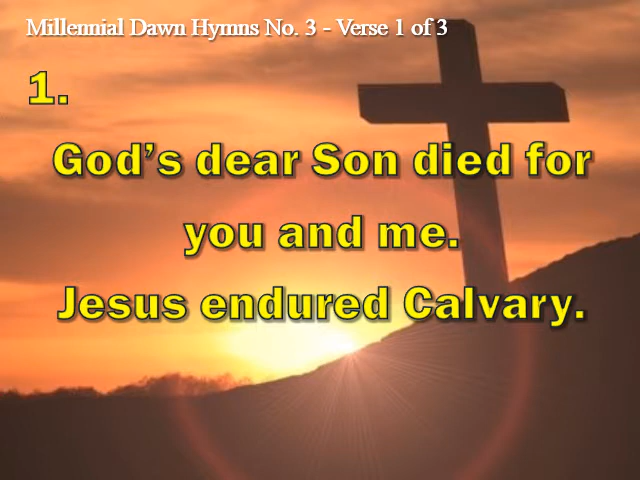 Millennial Dawn Hymns No. 3 - Verse 1 of 3
1.
God’s dear Son died for
you and me.
Jesus endured Calvary.